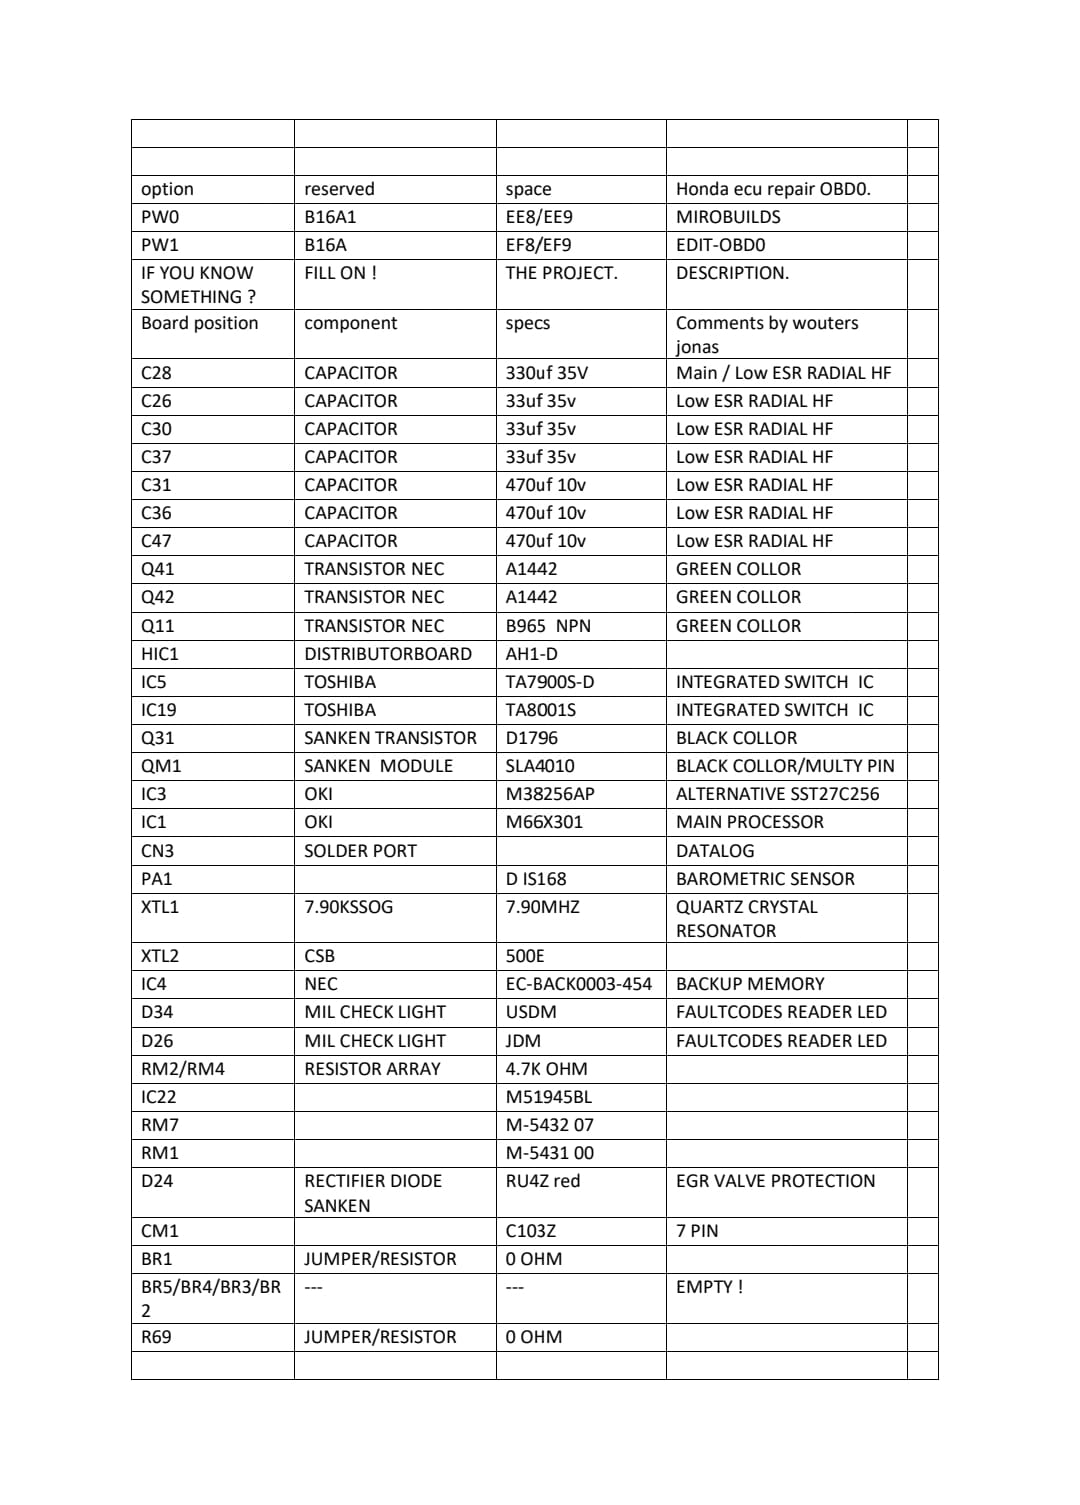 option reserved space Honda ecu repair OBD0.
PW0 B16A1 EE8/EE9 MIROBUILDS
PW1 B16A EF8/EF9 EDIT-OBD0
IF YOU KNOW FILL ON ! THE PROJECT. DESCRIPTION.
SOMETHING ?
Board position component specs Comments by wouters
jonas
C28 CAPACITOR 330uf 35V Main / Low ESR RADIAL HF
C26 CAPACITOR 33uf 35v Low ESR RADIAL HF
C30 CAPACITOR 33uf 35v Low ESR RADIAL HF
C37 CAPACITOR 33uf 35v Low ESR RADIAL HF
C31 CAPACITOR 470uf 10v Low ESR RADIAL HF
C36 CAPACITOR 470uf 10v Low ESR RADIAL HF
C47 CAPACITOR 470uf 10v Low ESR RADIAL HF
Q41 TRANSISTOR NEC A1442 GREEN COLLOR
Q42 TRANSISTOR NEC A1442 GREEN COLLOR
Q11 TRANSISTOR NEC B965 NPN GREEN COLLOR
HIC1 DISTRIBUTORBOARD AH1-D
IC5 TOSHIBA TA7900S-D INTEGRATED SWITCH IC
IC19 TOSHIBA TA8001S INTEGRATED SWITCH IC
Q31 SANKEN TRANSISTOR D1796 BLACK COLLOR
QM1 SANKEN MODULE SLA4010 BLACK COLLOR/MULTY PIN
IC3 OKI M38256AP ALTERNATIVE SST27C256
IC1 OKI M66X301 MAIN PROCESSOR
CN3 SOLDER PORT DATALOG
PA1 D IS168 BAROMETRIC SENSOR
XTL1 7.90KSSOG 7.90MHZ QUARTZ CRYSTAL
RESONATOR
XTL2 CSB 500E
IC4 NEC EC-BACK0003-454 BACKUP MEMORY
D34 MIL CHECK LIGHT USDM FAULTCODES READER LED
D26 MIL CHECK LIGHT JDM FAULTCODES READER LED
RM2/RM4 RESISTOR ARRAY 4.7K OHM
IC22 M51945BL
RM7 M-5432 07
RM1 M-5431 00
D24 RECTIFIER DIODE RU4Z red EGR VALVE PROTECTION
SANKEN
CM1 C103Z 7 PIN
BR1 JUMPER/RESISTOR 0 OHM
BR5/BR4/BR3/BR --- --- EMPTY !
2
R69 JUMPER/RESISTOR 0 OHM